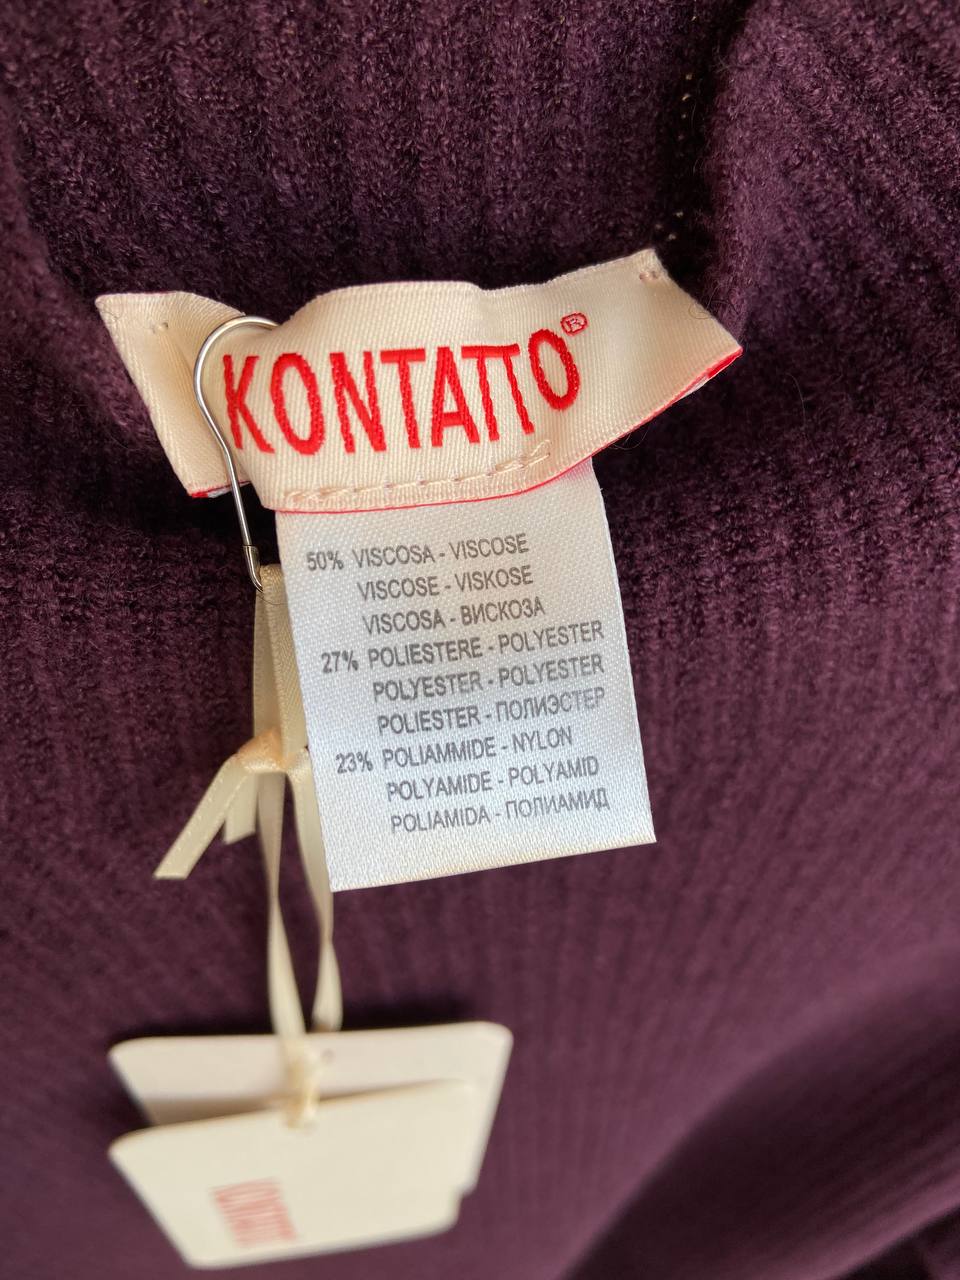 KONTATTO®
50% VISCOSA - VISCOSE
VISCOSE - VISKOSE
VISCOSA - ВИСКОЗА
27% POLIESTERE - POLYESTER
POLYESTER - POLYESTER
POLIESTER - ПОЛИЭСТЕР
23% POLIAMMIDE - NYLON
POLYAMIDE - POLYAMID
POLIAMIDA - ПОЛИАМИД
KONTATTO